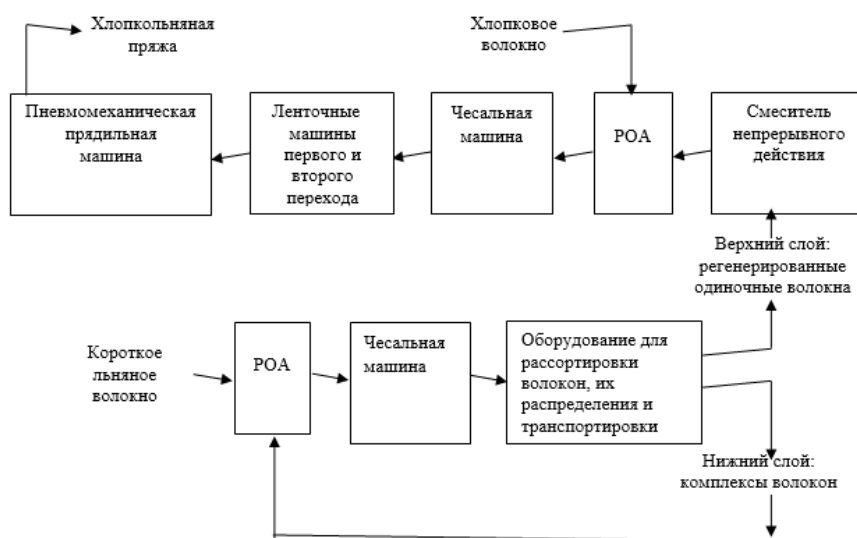 Хлопкольняная
пряжа
Хлопковое
волокно
Пневмомеханическая
прядильная
машина
Ленточные
машины
первого и
второго перехода
Чесальная
машина
РОА
Смеситель
непрерывного
действия
Верхний слой:
регенерированные
одиночные волокна
Короткое
льняное
волокно
РОА
Чесальная
машина
Оборудование для
рассортировки
волокон, их
распределения и
транспортировки
Нижний слой:
комплексы волокон